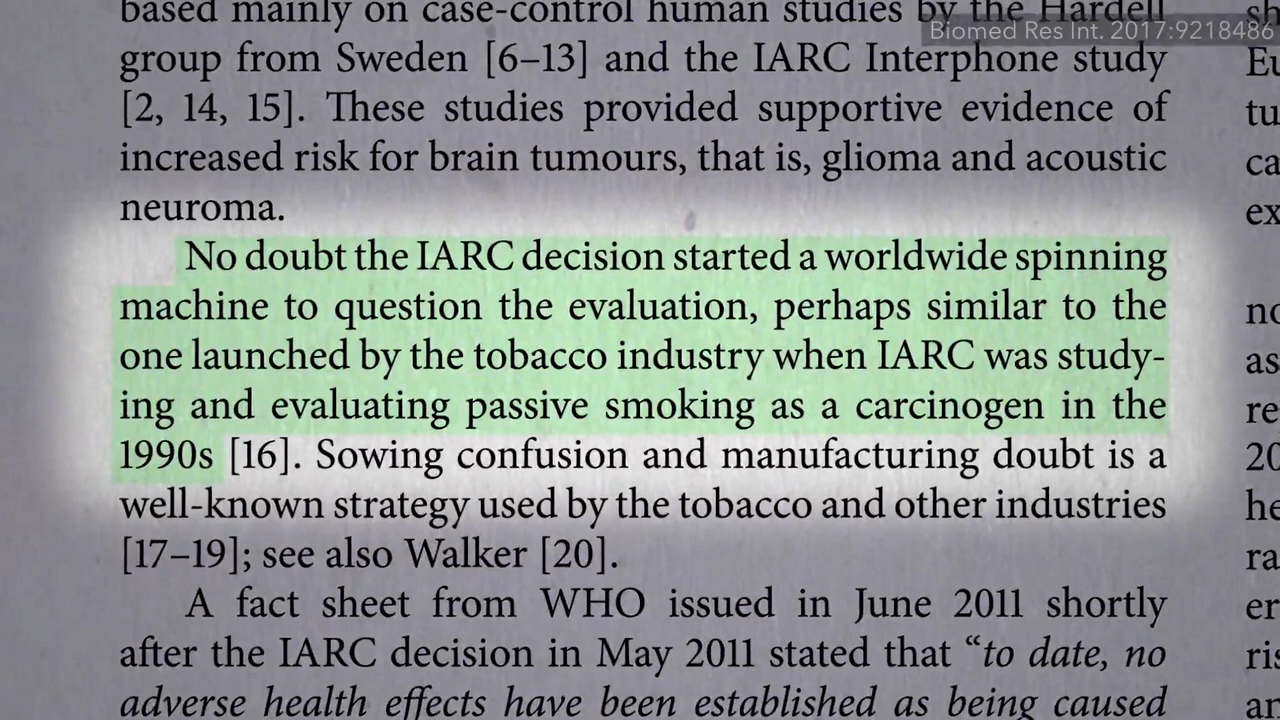 based mainly on case-control human studies by the Hardell
Biomed Res Int. 2017:9218486
group from Sweden [6–13] and the IARC Interphone study
[2, 14, 15]. These studies provided supportive evidence of
increased risk for brain tumours, that is, glioma and acoustic
neuroma.
No doubt the IARC decision started a worldwide spinning
machine to question the evaluation, perhaps similar to the
one launched by the tobacco industry when IARC was study-
ing and evaluating passive smoking as a carcinogen in the
1990s [16]. Sowing confusion and manufacturing doubt is a
well-known strategy used by the tobacco and other industries
[17–19]; see also Walker [20].
A fact sheet from WHO issued in June 2011 shortly
after the IARC decision in May 2011 stated that “to date, no
adverse health effects have been established as being caused